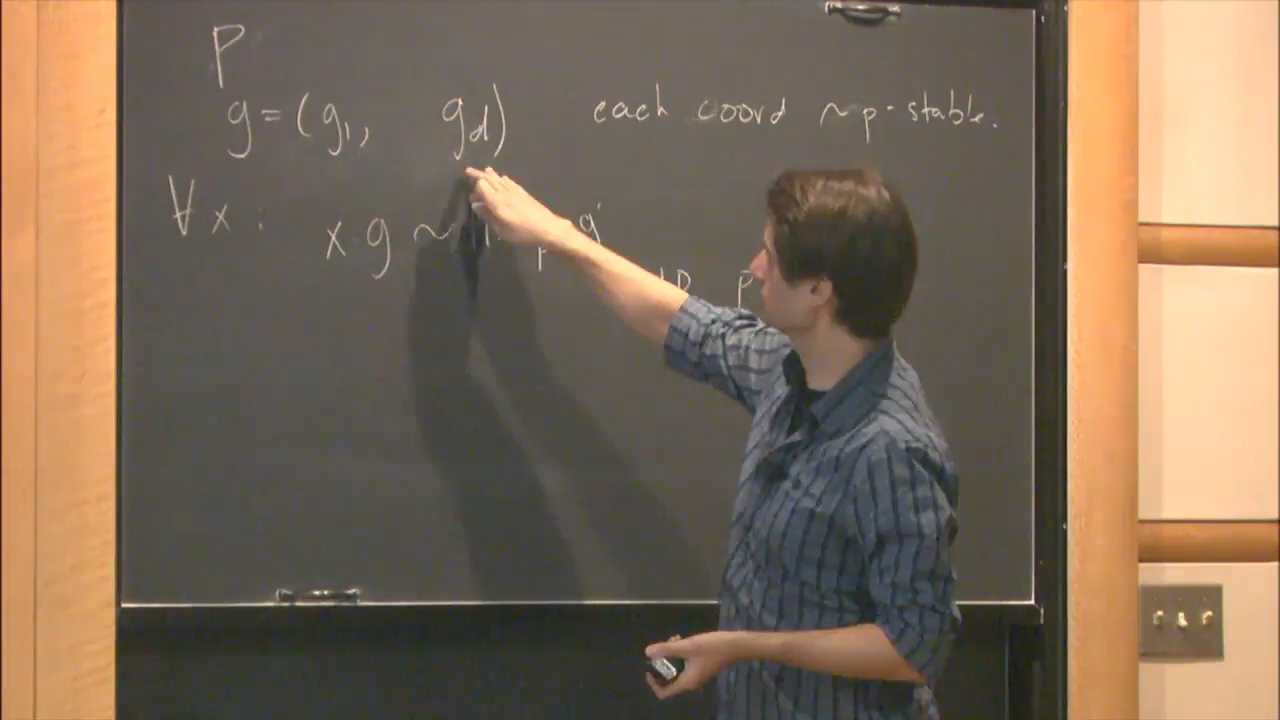 P
g = (g₁, g_d) each coord ~ p-stable.
∀ x : x · g ~ p g'
P